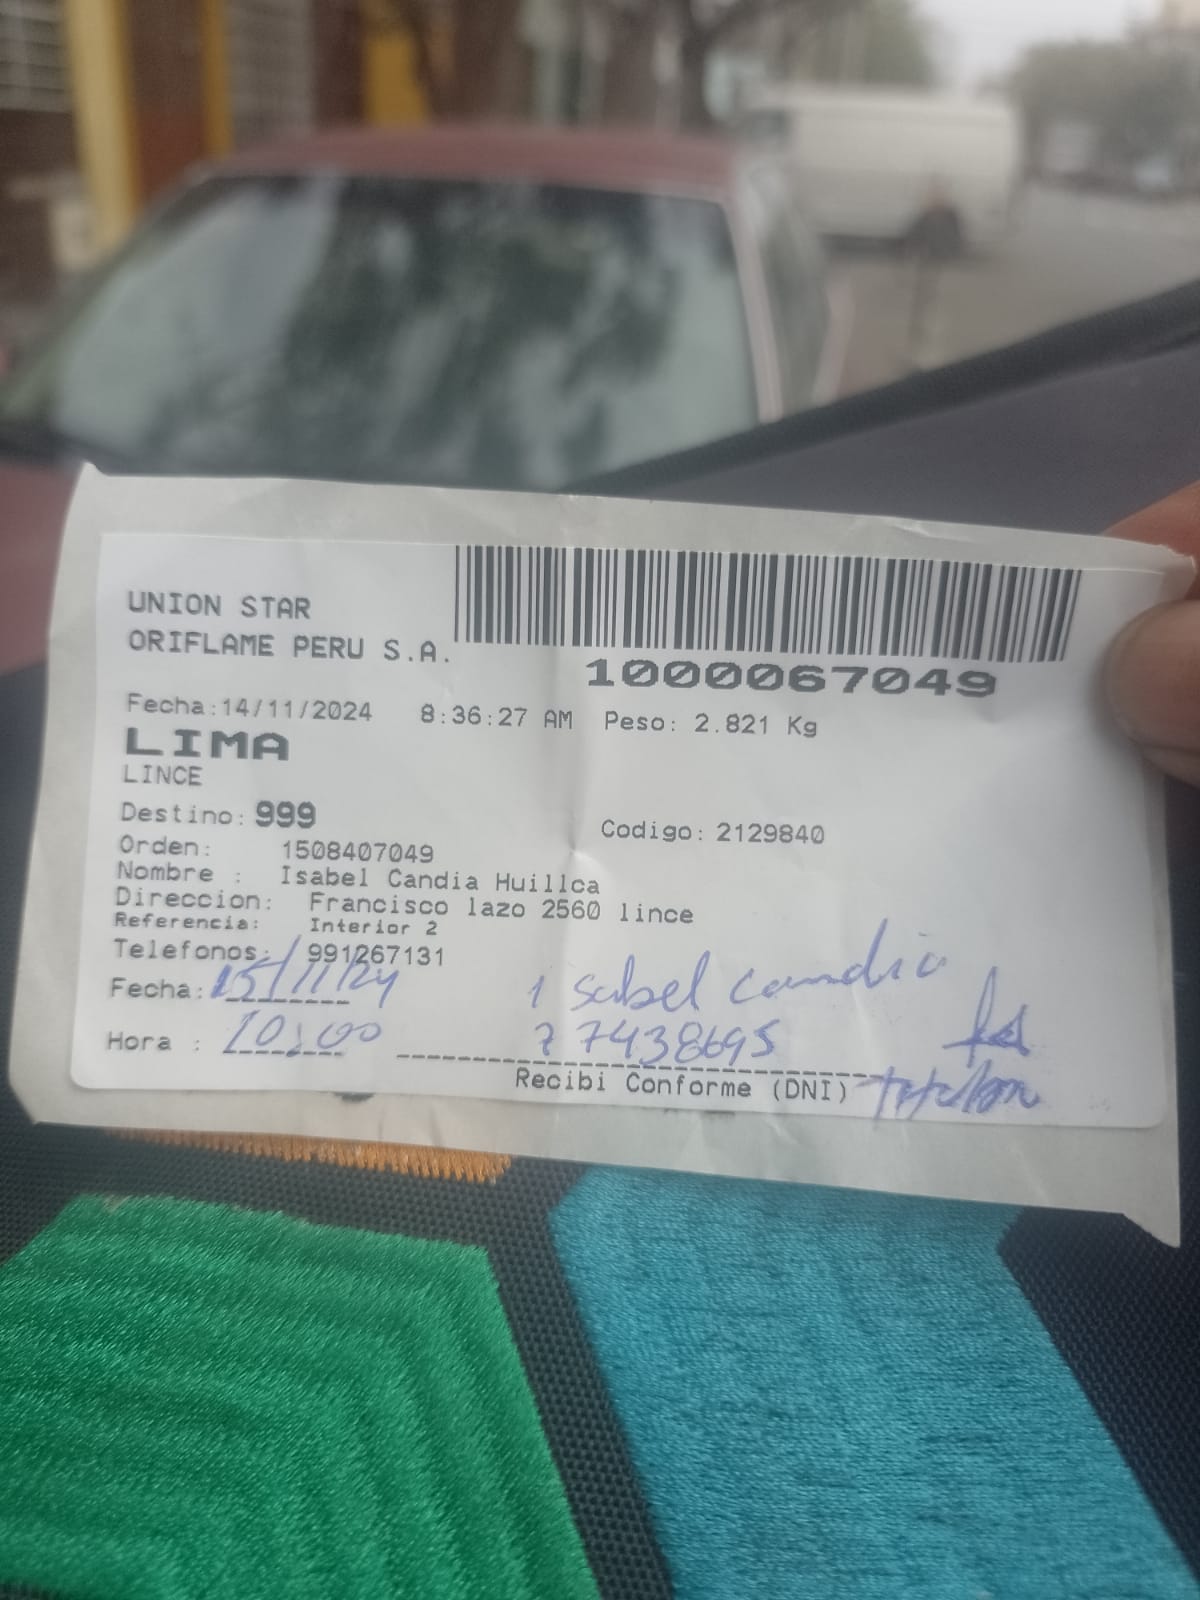 UNION STAR
ORIFLAME PERU S.A.
1000067049
Fecha:14/11/2024 8:36:27 AM Peso: 2.821 Kg
LIMA
LINCE
Destino: 999 Codigo: 2129840
Orden: 1508407049
Nombre : Isabel Candia Huillca
Direccion: Francisco lazo 2560 lince
Referencia: Interior 2
Telefonos: 991267131
Fecha: 15/11/24 Isabel Candia
Hora : 10:00 77438695
Recibi Conforme (DNI) titular